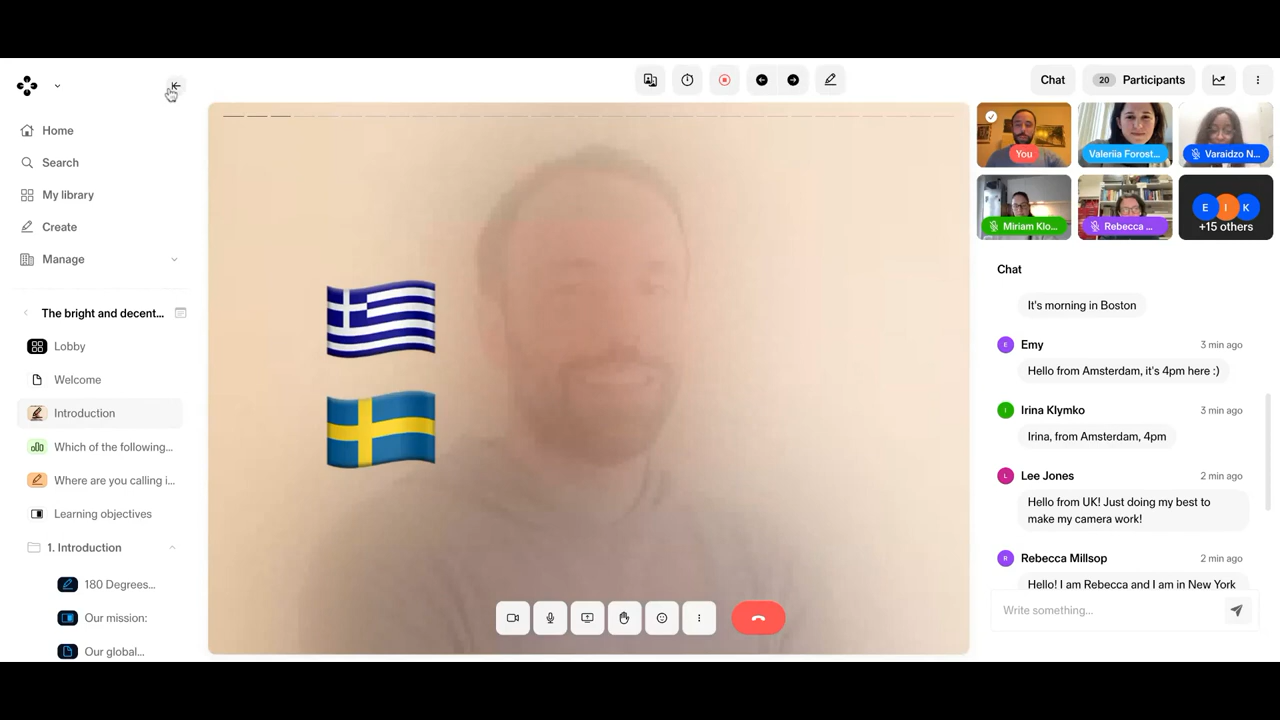 Chat
20 Participants
Home
Search
My library
Create
Manage
The bright and decent...
Lobby
Welcome
Introduction
Which of the following...
Where are you calling i...
Learning objectives
1. Introduction
180 Degrees...
Our mission:
Our global...
You
Valeriia Forost...
Varaidzo N...
Miriam Klo...
Rebecca ...
E I K
+15 others
Chat
It's morning in Boston
E Emy 3 min ago
Hello from Amsterdam, it's 4pm here :)
I Irina Klymko 3 min ago
Irina, from Amsterdam, 4pm
L Lee Jones 2 min ago
Hello from UK! Just doing my best to
make my camera work!
R Rebecca Millsop 2 min ago
Hello! I am Rebecca and I am in New York
Write something...